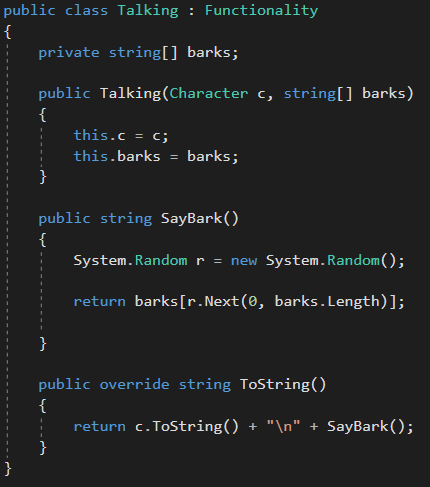 public class Talking : Functionality
{
    private string[] barks;

    public Talking(Character c, string[] barks)
    {
        this.c = c;
        this.barks = barks;
    }

    public string SayBark()
    {
        System.Random r = new System.Random();

        return barks[r.Next(0, barks.Length)];

    }

    public override string ToString()
    {
        return c.ToString() + "\n" + SayBark();
    }
}